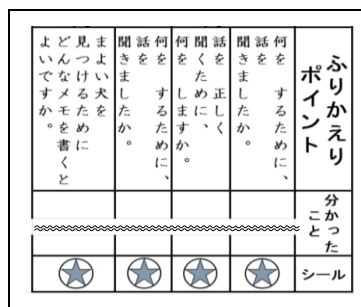 ふりかえり
ポイント
何を するために、
話を
聞きましたか。
話を 正しく
聞くために、
何を しますか。
何を するために、
話を
聞きましたか。
まよい犬を
見つけるために
どんなメモを書くと
よいですか。
分かった
こと
シール